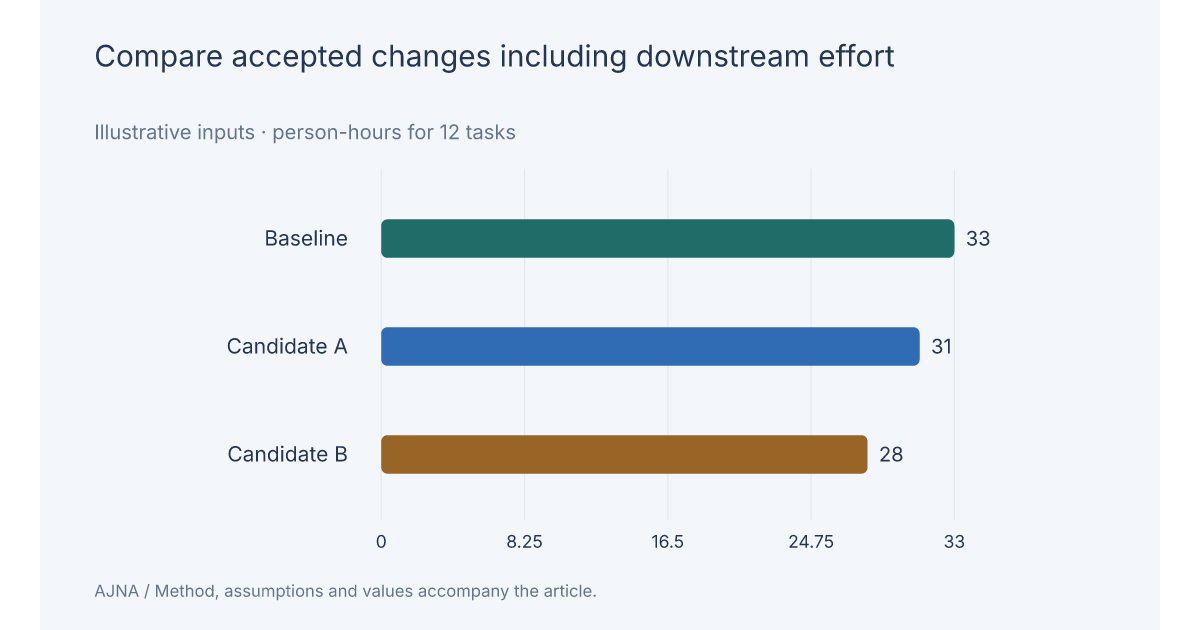 Compare accepted changes including downstream effort
Illustrative inputs · person-hours for 12 tasks
Baseline
33
Candidate A
31
Candidate B
28
0 8.25 16.5 24.75 33
AJNA / Method, assumptions and values accompany the article.